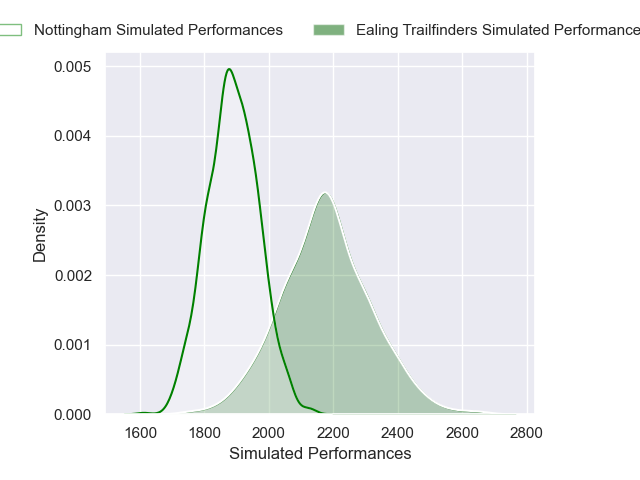 Nottingham Simulated Performances
Ealing Trailfinders Simulated Performance
0.005
0.004
0.003
0.002
0.001
0.000
Density
1600 1800 2000 2200 2400 2600 2800
Simulated Performances